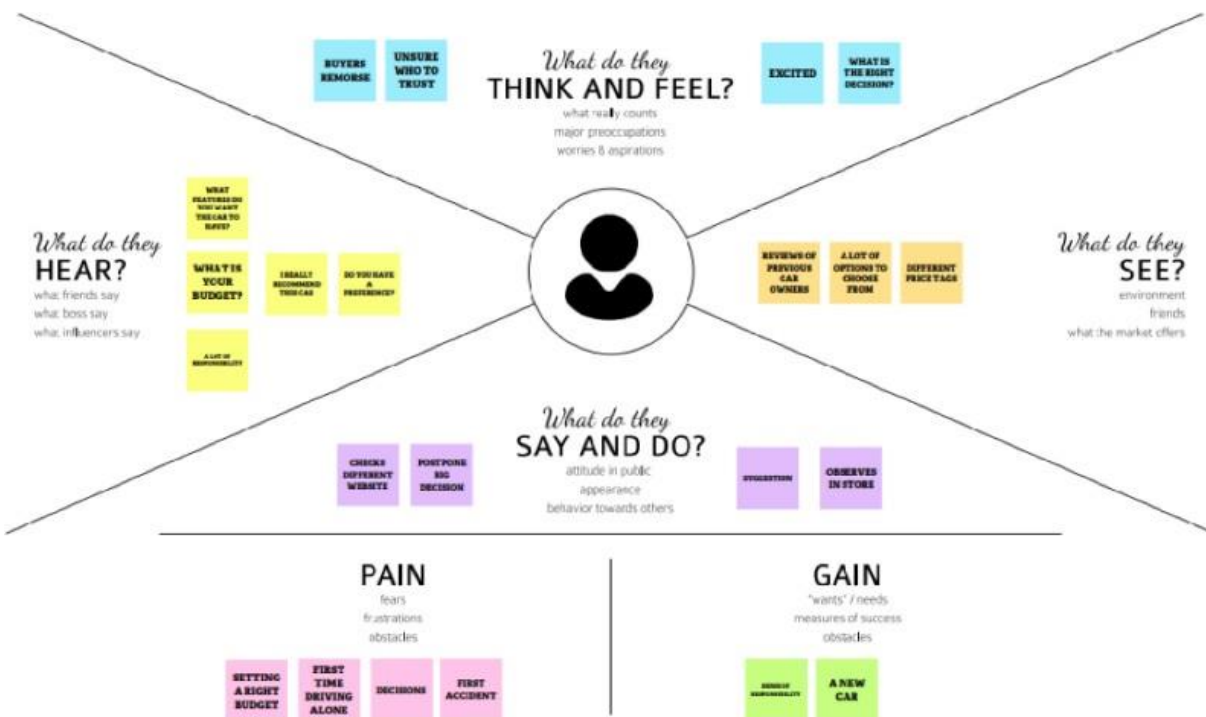 BUYERS
REMORSE
UNSURE
WHO TO
TRUST
What do they
THINK AND FEEL?
what really counts
major preoccupations
worries & aspirations
EXCITED
WHAT IS
THE RIGHT
DECISION?
What do they
HEAR?
what friends say
what boss say
what influencers say
WHAT
FEATURES DO
YOU WANT
THE CAR TO
HAVE?
WHAT IS
YOUR
BUDGET?
I REALLY
RECOMMEND
THIS CAR
DO YOU HAVE
A
PREFERENCE?
A LOT OF
RESPONSIBILITY
REVIEWS OF
PREVIOUS
CAR
OWNERS
A LOT OF
OPTIONS TO
CHOOSE
FROM
DIFFERENT
PRICE TAGS
What do they
SEE?
environment
friends
what the market offers
What do they
SAY AND DO?
attitude in public
appearance
behavior towards others
CHECKS
DIFFERENT
WEBSITE
POSTPONE
BIG
DECISION
SUGGESTION
OBSERVES
IN STORE
PAIN
fears
frustrations
obstacles
SETTING
A RIGHT
BUDGET
FIRST
TIME
DRIVING
ALONE
DECISIONS
FIRST
ACCIDENT
GAIN
"wants" / needs
measures of success
obstacles
SENSE OF
RESPONSIBILITY
A NEW
CAR